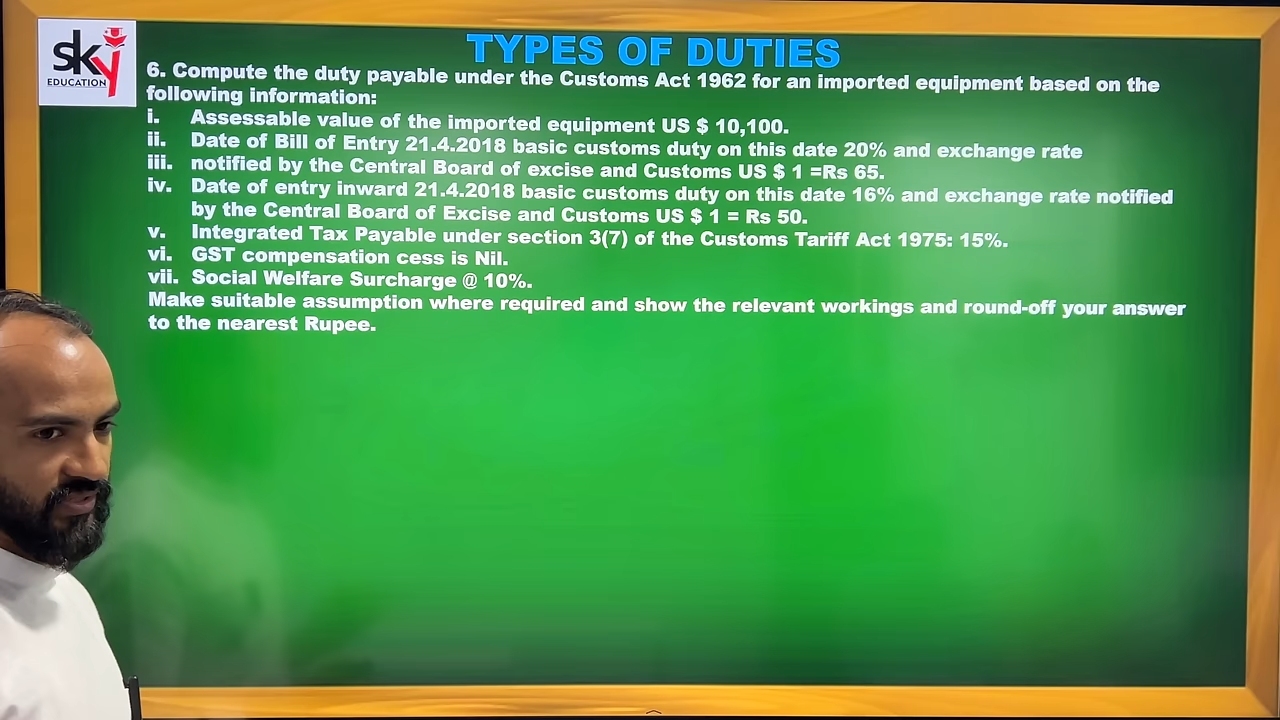 sky
EDUCATION
TYPES OF DUTIES
6. Compute the duty payable under the Customs Act 1962 for an imported equipment based on the
following information:
i. Assessable value of the imported equipment US $ 10,100.
ii. Date of Bill of Entry 21.4.2018 basic customs duty on this date 20% and exchange rate
iii. notified by the Central Board of excise and Customs US $ 1 =Rs 65.
iv. Date of entry inward 21.4.2018 basic customs duty on this date 16% and exchange rate notified
by the Central Board of Excise and Customs US $ 1 = Rs 50.
v. Integrated Tax Payable under section 3(7) of the Customs Tariff Act 1975: 15%.
vi. GST compensation cess is Nil.
vii. Social Welfare Surcharge @ 10%.
Make suitable assumption where required and show the relevant workings and round-off your answer
to the nearest Rupee.